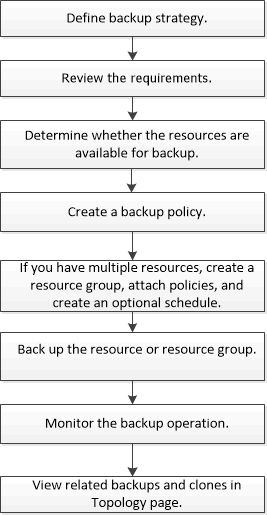 Define backup strategy.
Review the requirements.
Determine whether the resources are
available for backup.
Create a backup policy.
If you have multiple resources, create a
resource group, attach policies, and
create an optional schedule.
Back up the resource or resource group.
Monitor the backup operation.
View related backups and clones in
Topology page.